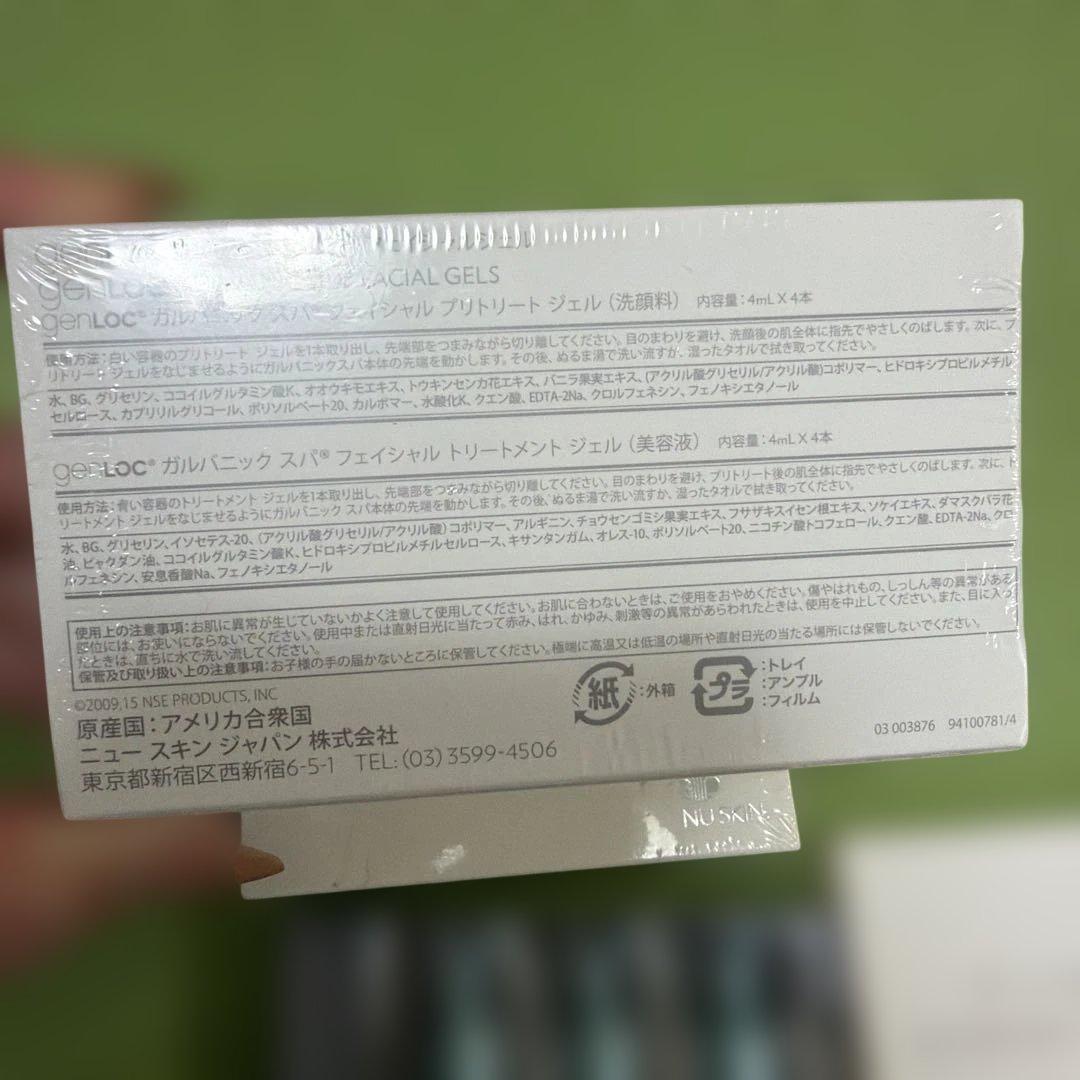 genLOC
フェイシャルジェル
FACIAL GELS
genLOC® ガルバニック スパ フェイシャル プリトリート ジェル (洗顔料) 内容量:4mL X 4本
使用方法:白い容器のプリトリート ジェルを1本取り出し、先端部をつまみながら切り離してください。目のまわりを避け、洗顔後の肌全体に指先でやさしくのばします。次に、プ
リトリート ジェルをなじませるようにガルバニックスパ本体の先端を動かします。その後、ぬるま湯で洗い流すか、湿ったタオルで拭き取ってください。
水、BG、グリセリン、ココイルグルタミン酸K、オオウキモエキス、トウキンセンカ花エキス、バニラ果実エキス、(アクリル酸グリセリル/アクリル酸)コポリマー、ヒドロキシプロピルメチル
セルロース、カプリリルグリコール、ポリソルベート20、カルボマー、水酸化K、クエン酸、EDTA-2Na、クロルフェネシン、フェノキシエタノール
genLOC® ガルバニック スパ® フェイシャル トリートメント ジェル (美容液) 内容量:4mL X 4本
使用方法:青い容器のトリートメント ジェルを1本取り出し、先端部をつまみながら切り離してください。目のまわりを避け、プリトリート後の肌全体に指先でやさしくのばします。次に、ト
リートメント ジェルをなじませるようにガルバニック スパ本体の先端を動かします。その後、ぬるま湯で洗い流すか、湿ったタオルで拭き取ってください。
水、BG、グリセリン、イソセテス-20、(アクリル酸グリセリル/アクリル酸)コポリマー、アルギニン、チョウセンゴミシ果実エキス、フサザキスイセン根エキス、ソケイエキス、ダマスクバラ花
油、ビャクダン油、ココイルグルタミン酸K、ヒドロキシプロピルメチルセルロース、キサンタンガム、オレス-10、ポリソルベート20、ニコチン酸トコフェロール、クエン酸、EDTA-2Na、クロ
ルフェネシン、安息香酸Na、フェノキシエタノール
使用上の注意事項:お肌に異常が生じていないかよく注意して使用してください。お肌に合わないときは、ご使用をおやめください。傷やはれもの、しっしん等の異常がある
部位には、お使いにならないでください。使用中または直射日光に当たって赤み、はれ、かゆみ、刺激等の異常があらわれたときは、使用を中止してください。また、目に入っ
たときは、直ちに水で洗い流してください。
保管及び取り扱い上の注意事項:お子様の手の届かないところに保管してください。極端に高温又は低温の場所や直射日光の当たる場所には保管しないでください。
©2009,15 NSE PRODUCTS, INC
原産国:アメリカ合衆国
ニュー スキン ジャパン 株式会社
東京都新宿区西新宿6-5-1 TEL:(03)3599-4506
紙:外箱
プラ:トレイ
:アンプル
:フィルム
03 003876 94100781/4
NU SKIN